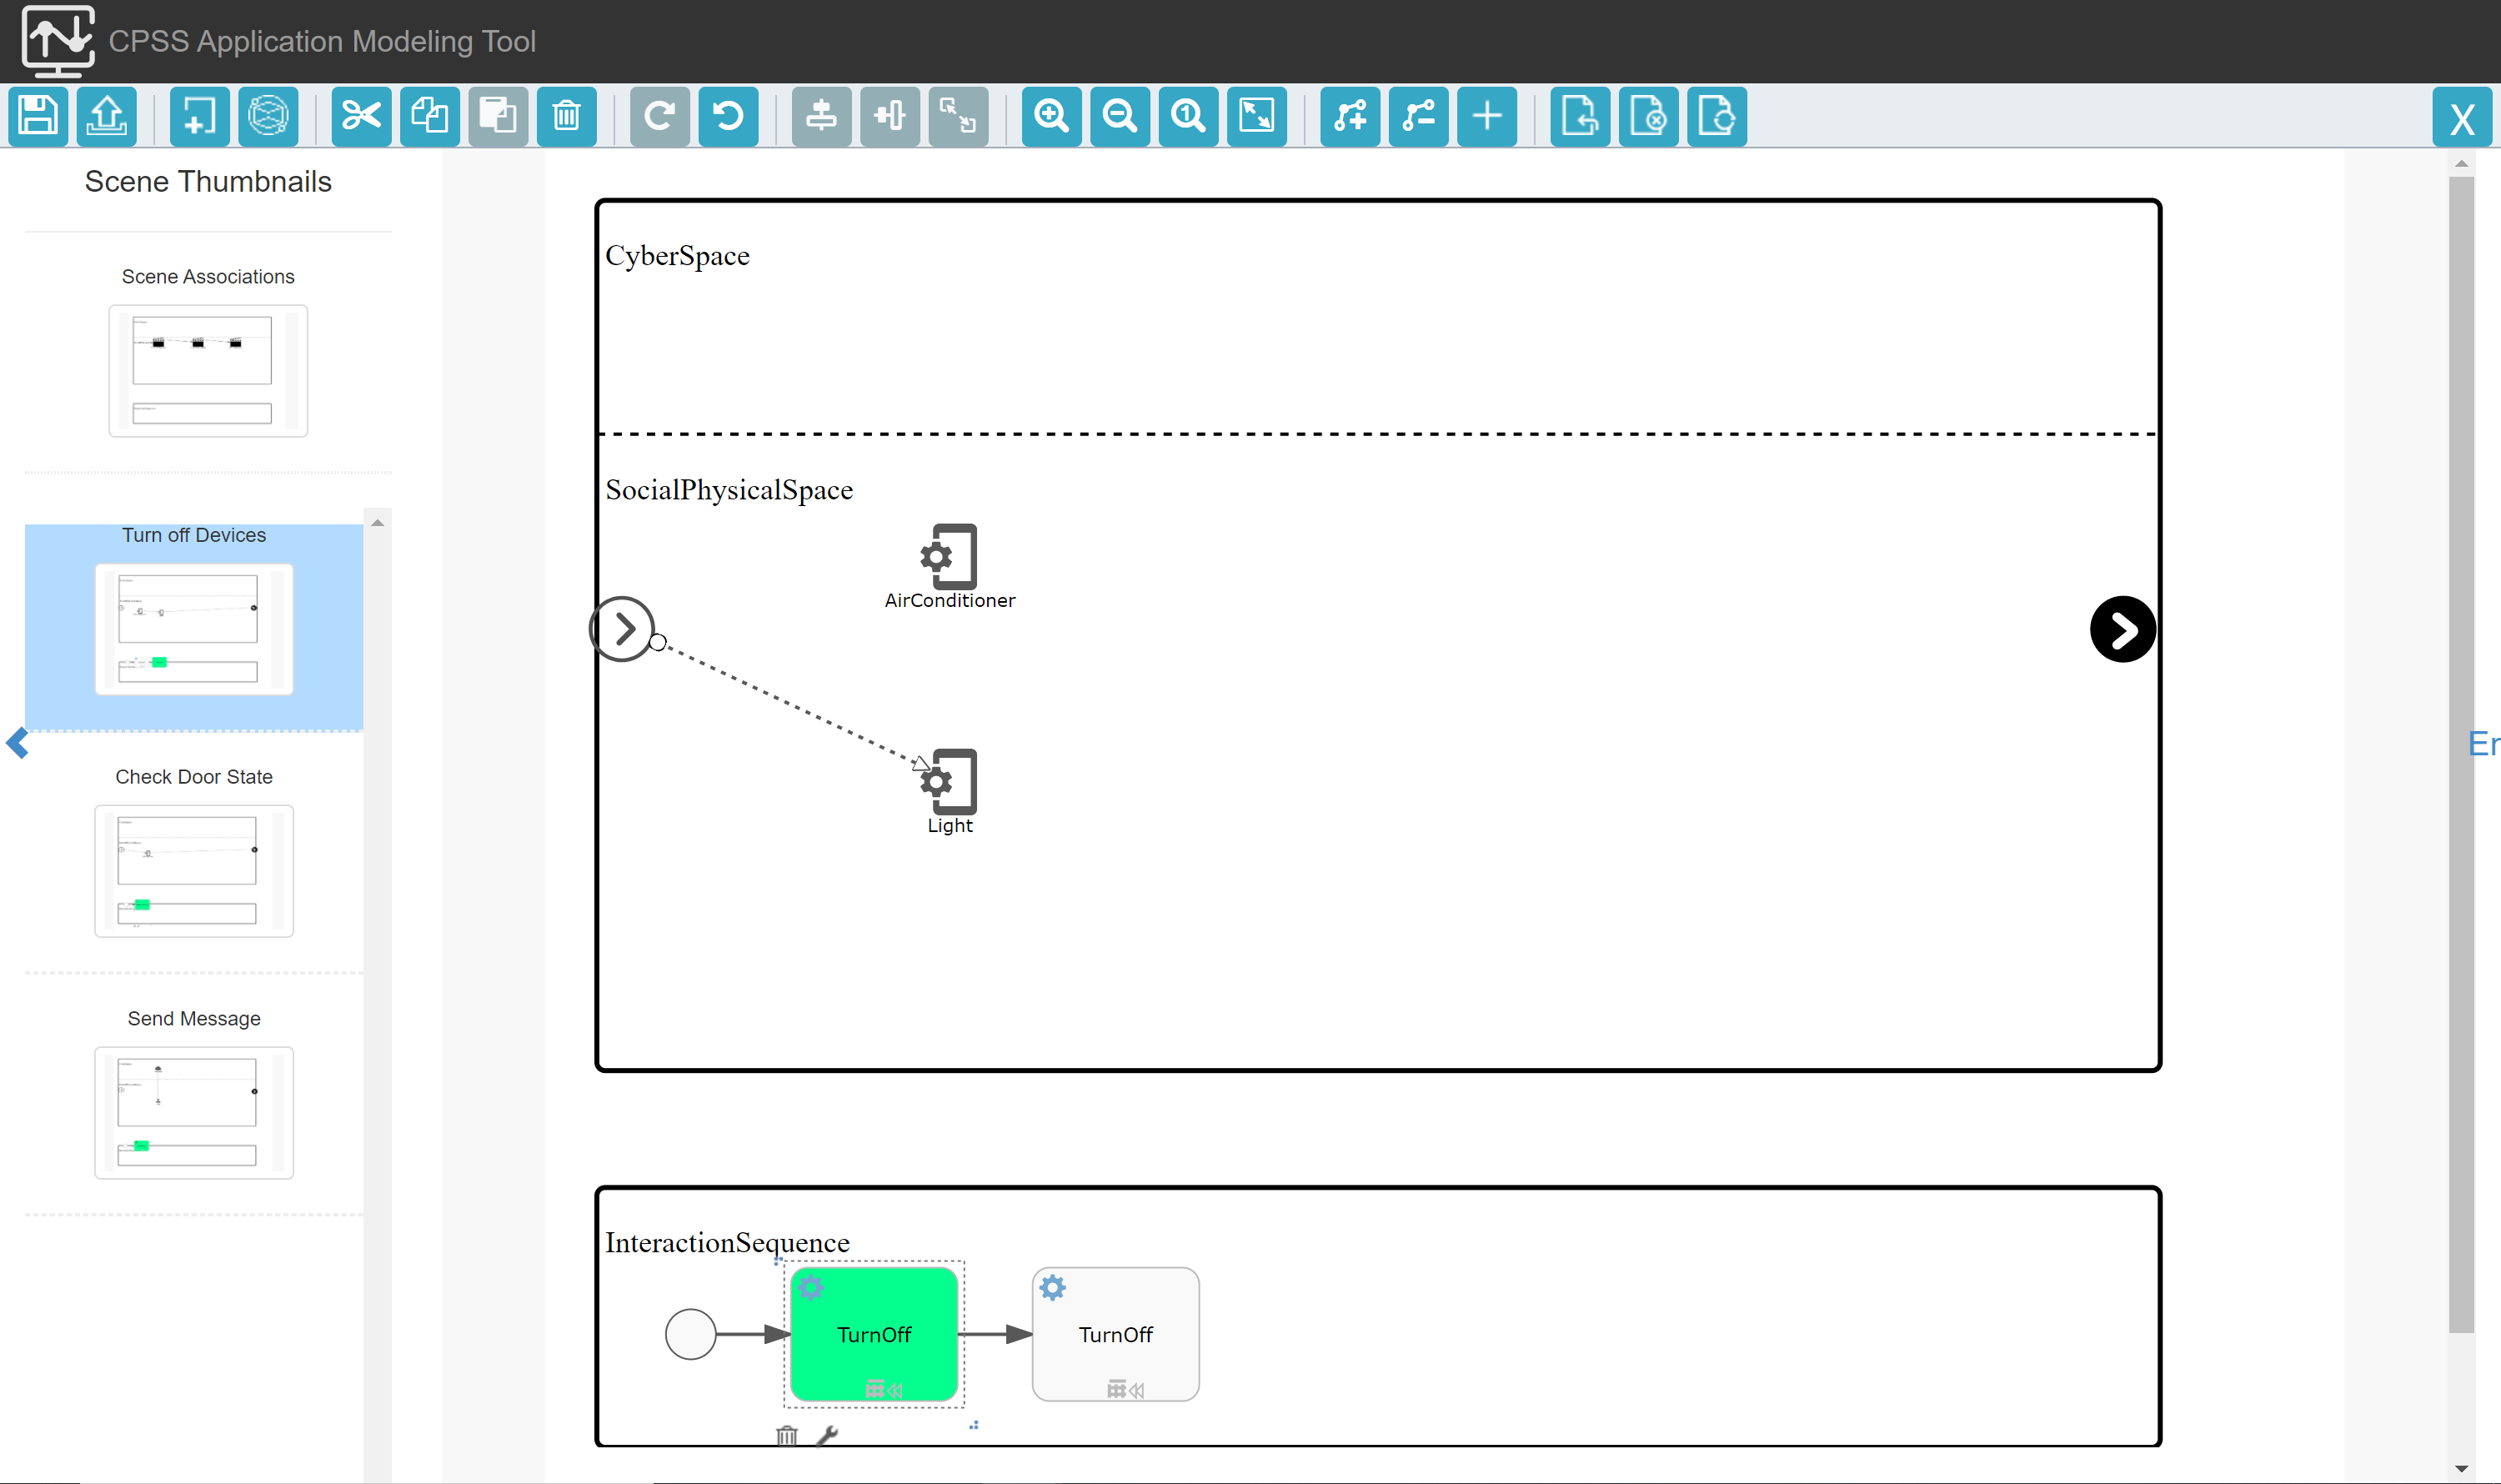 CPSS Application Modeling Tool
X
Scene Thumbnails
Scene Associations
Turn off Devices
Check Door State
Send Message
CyberSpace
SocialPhysicalSpace
AirConditioner
Light
InteractionSequence
TurnOff
TurnOff